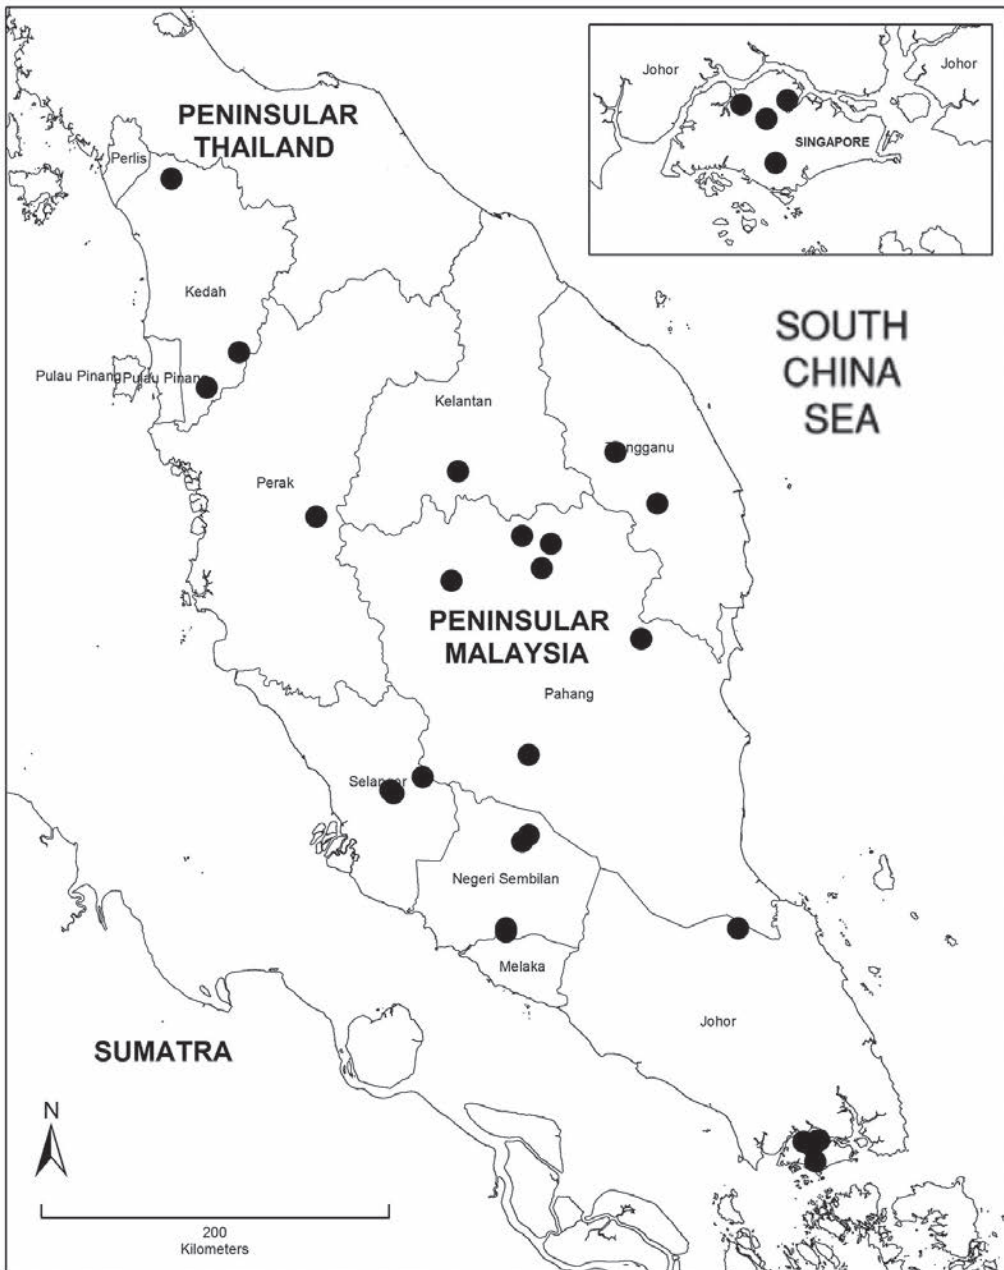 PENINSULAR
THAILAND
Perlis
Johor
Johor
SINGAPORE
Kedah
SOUTH
CHINA
SEA
Pulau Pinang
Pulau Pinang
Kelantan
Perak
PENINSULAR
MALAYSIA
Pahang
Selangor
Negeri Sembilan
Melaka
Johor
SUMATRA
N
200
Kilometers